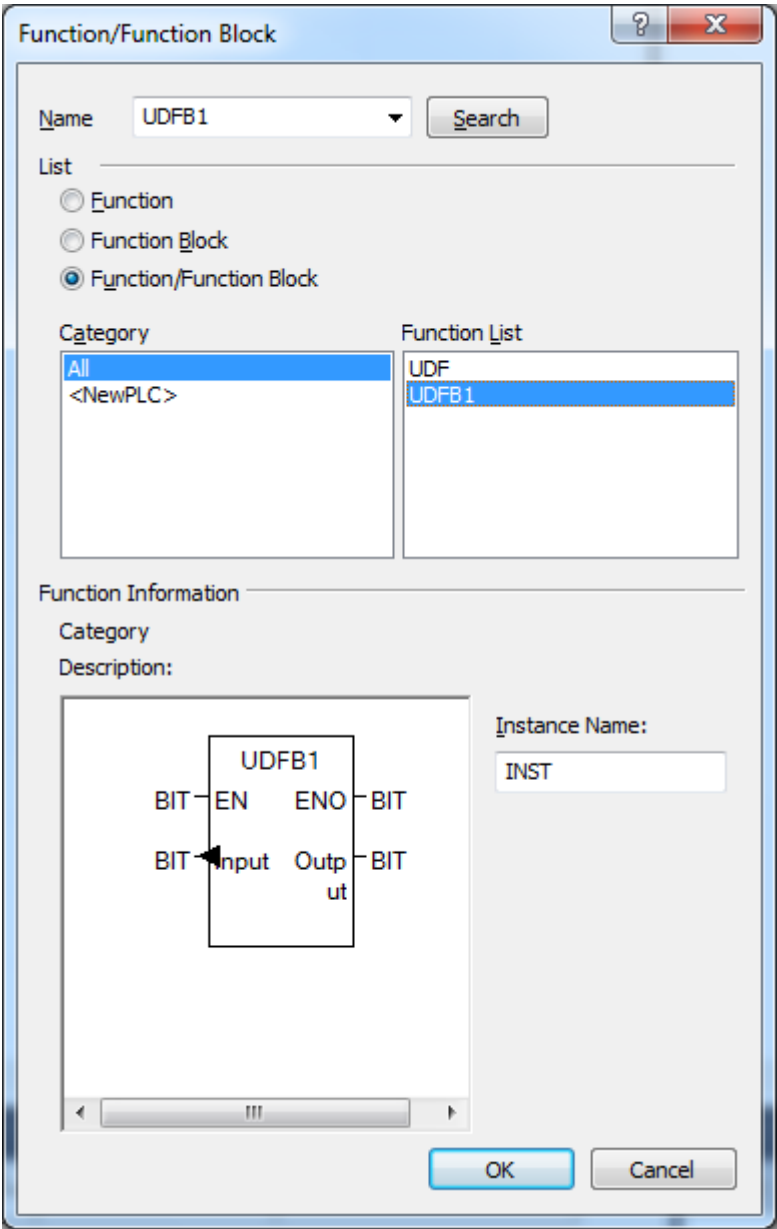 Function/Function Block
Name UDFB1 Search
List
Function
Function Block
Function/Function Block
Category Function List
All UDF
<NewPLC> UDFB1
Function Information
Category
Description:
Instance Name:
INST
UDFB1
BIT EN ENO BIT
BIT Input Outp BIT
ut
OK Cancel